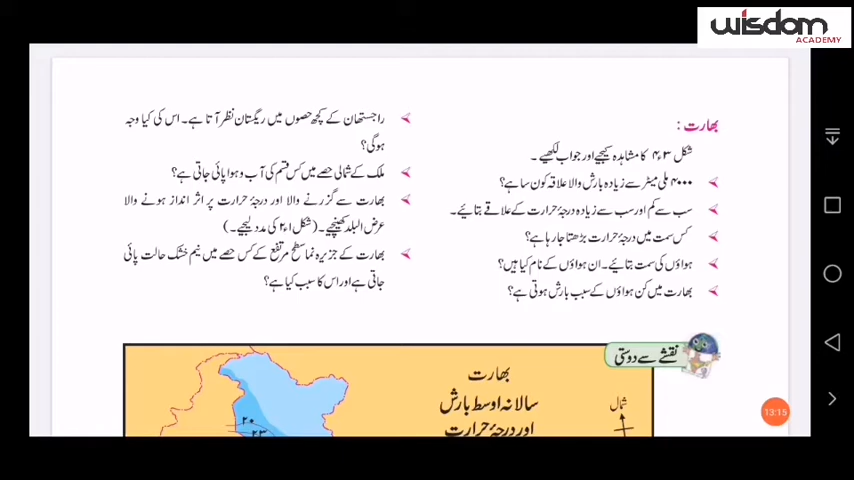 wisdom
ACADEMY
بھارت :
شکل ۳ء۴ کا مشاہدہ کیجیے اور جواب لکھیے ۔
۴۰۰۰ ملی میٹر سے زیادہ بارش والا علاقہ کون سا ہے؟
سب سے کم اور سب سے زیادہ درجۂ حرارت کے علاقے بتائیے۔
کس سمت میں درجۂ حرارت بڑھتا جا رہا ہے؟
ہواؤں کی سمت بتائیے۔ ان ہواؤں کے نام کیا ہیں؟
بھارت میں کن ہواؤں کے سبب بارش ہوتی ہے؟
راجستھان کے کچھ حصوں میں ریگستان نظر آتا ہے۔ اس کی کیا وجہ
ہوگی؟
ملک کے شمالی حصے میں کس قسم کی آب و ہوا پائی جاتی ہے؟
بھارت سے گزرنے والا اور درجۂ حرارت پر اثر انداز ہونے والا
عرض البلد کھینچیے۔ (شکل ۲ء۱ کی مدد لیجیے۔)
بھارت کے جزیرہ نما سطح مرتفع کے کس حصے میں نیم خشک حالت پائی
جاتی ہے اور اس کا سبب کیا ہے؟
نقشے سے دوستی
بھارت
سالانہ اوسط بارش
اور درجۂ حرارت
شمال
۲۰
۲۳
13:15